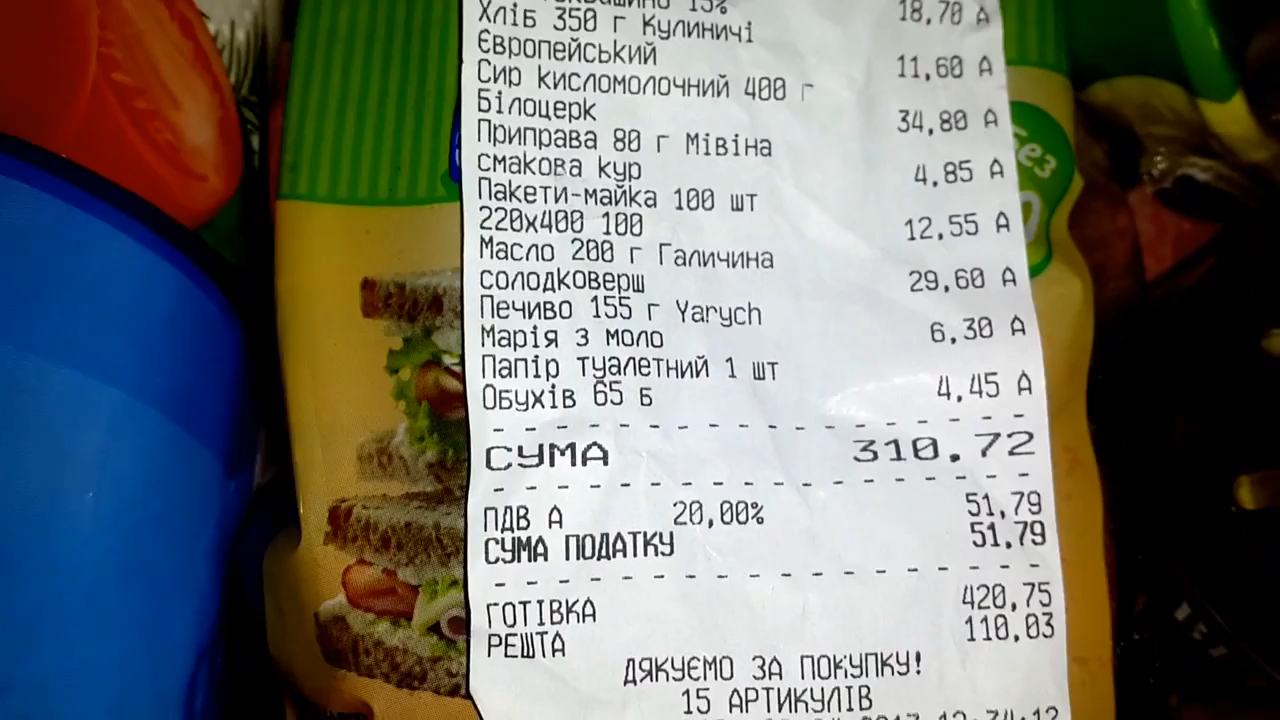 15% 18,70 А
Хліб 350 г Кулиничі
Європейський 11,60 А
Сир кисломолочний 400 г
Білоцерк 34,80 А
Приправа 80 г Мівіна
смакова кур 4,85 А
Пакети-майка 100 шт
220х400 100 12,55 А
Масло 200 г Галичина
солодковерш 29,60 А
Печиво 155 г Yarych
Марія з моло 6,30 А
Папір туалетний 1 шт
Обухів 65 б 4,45 А
СУМА 310.72
ПДВ А 20,00% 51,79
СУМА ПОДАТКУ 51,79
ГОТІВКА 420,75
РЕШТА 110,03
ДЯКУЄМО ЗА ПОКУПКУ!
15 АРТИКУЛІВ
без